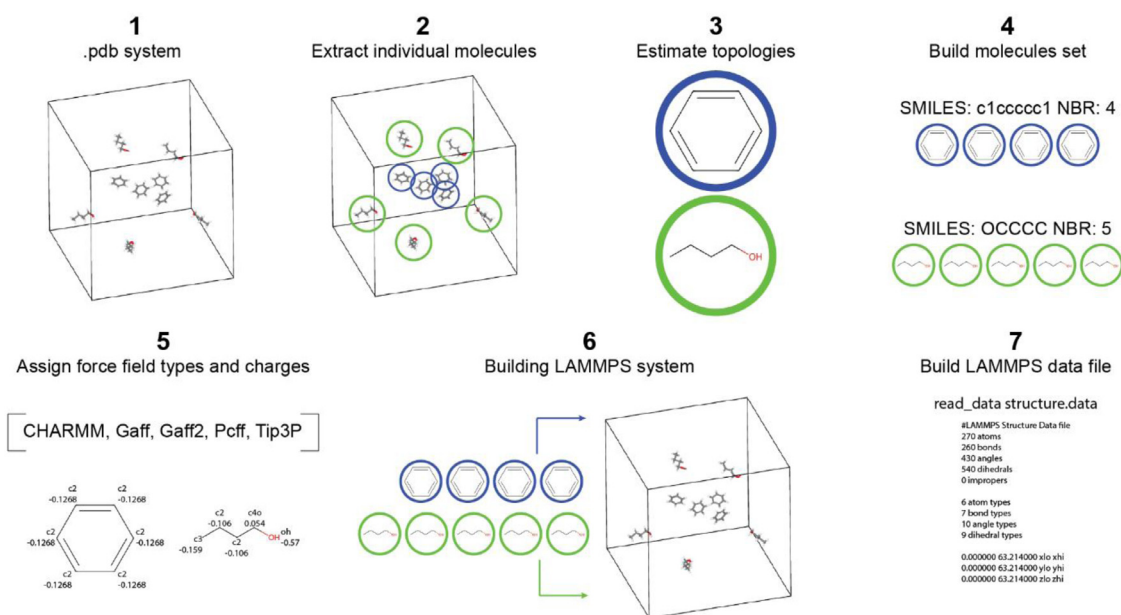 1
.pdb system
2
Extract individual molecules
3
Estimate topologies
OH
4
Build molecules set
SMILES: c1ccccc1 NBR: 4
SMILES: OCCCC NBR: 5
5
Assign force field types and charges
CHARMM, Gaff, Gaff2, Pcff, Tip3P
c2 c2
-0.1268 -0.1268
c2 c2
-0.1268 -0.1268
c2 c2
-0.1268 -0.1268
c2 c4o
-0.106 0.054
c3 c2 OH oh
-0.159 -0.106 -0.57
6
Building LAMMPS system
7
Build LAMMPS data file
read_data structure.data
#LAMMPS Structure Data file
270 atoms
260 bonds
430 angles
540 dihedrals
0 impropers
6 atom types
7 bond types
10 angle types
9 dihedral types
0.000000 63.214000 xlo xhi
0.000000 63.214000 ylo yhi
0.000000 63.214000 zlo zhi